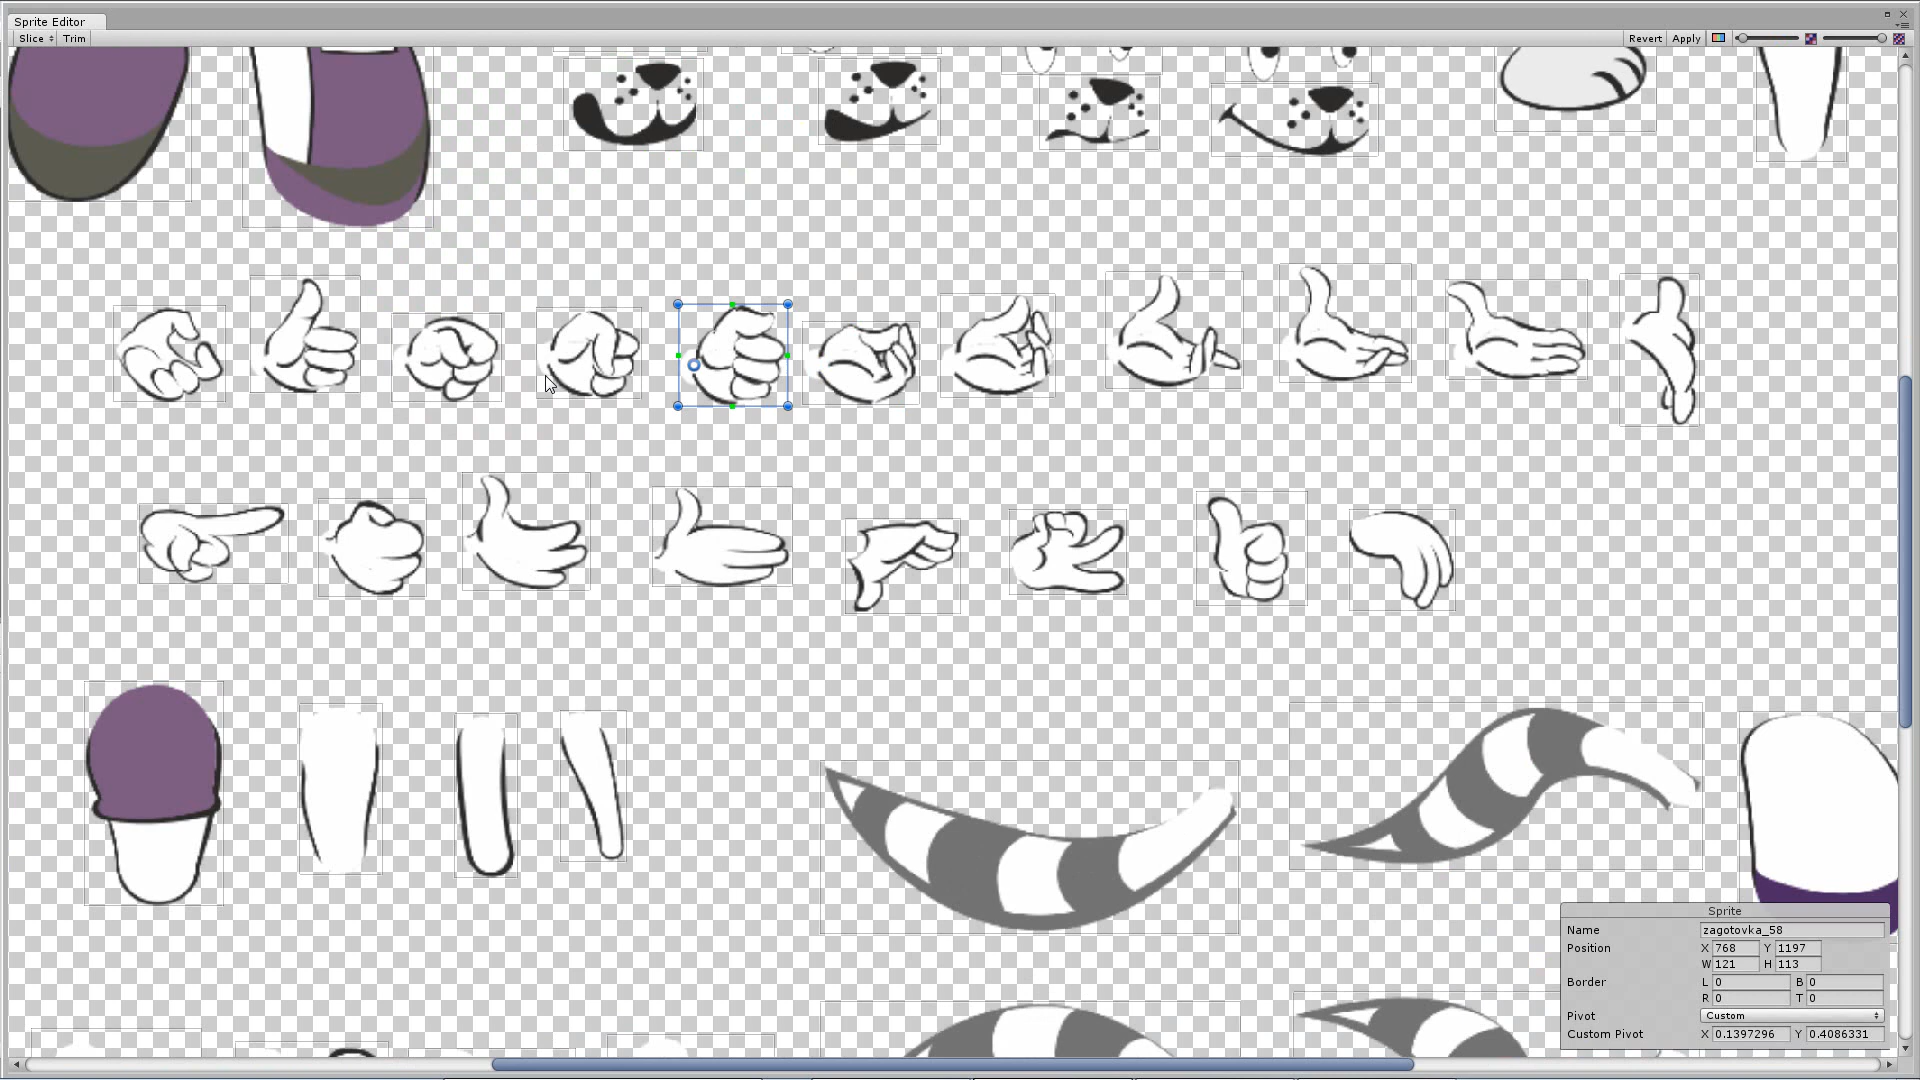 Sprite Editor
Slice Trim Revert Apply
Sprite
Name zagotovka_58
Position X 768 Y 1197
W 121 H 113
Border L 0 B 0
R 0 T 0
Pivot Custom
Custom Pivot X 0.1397296 Y 0.4086331